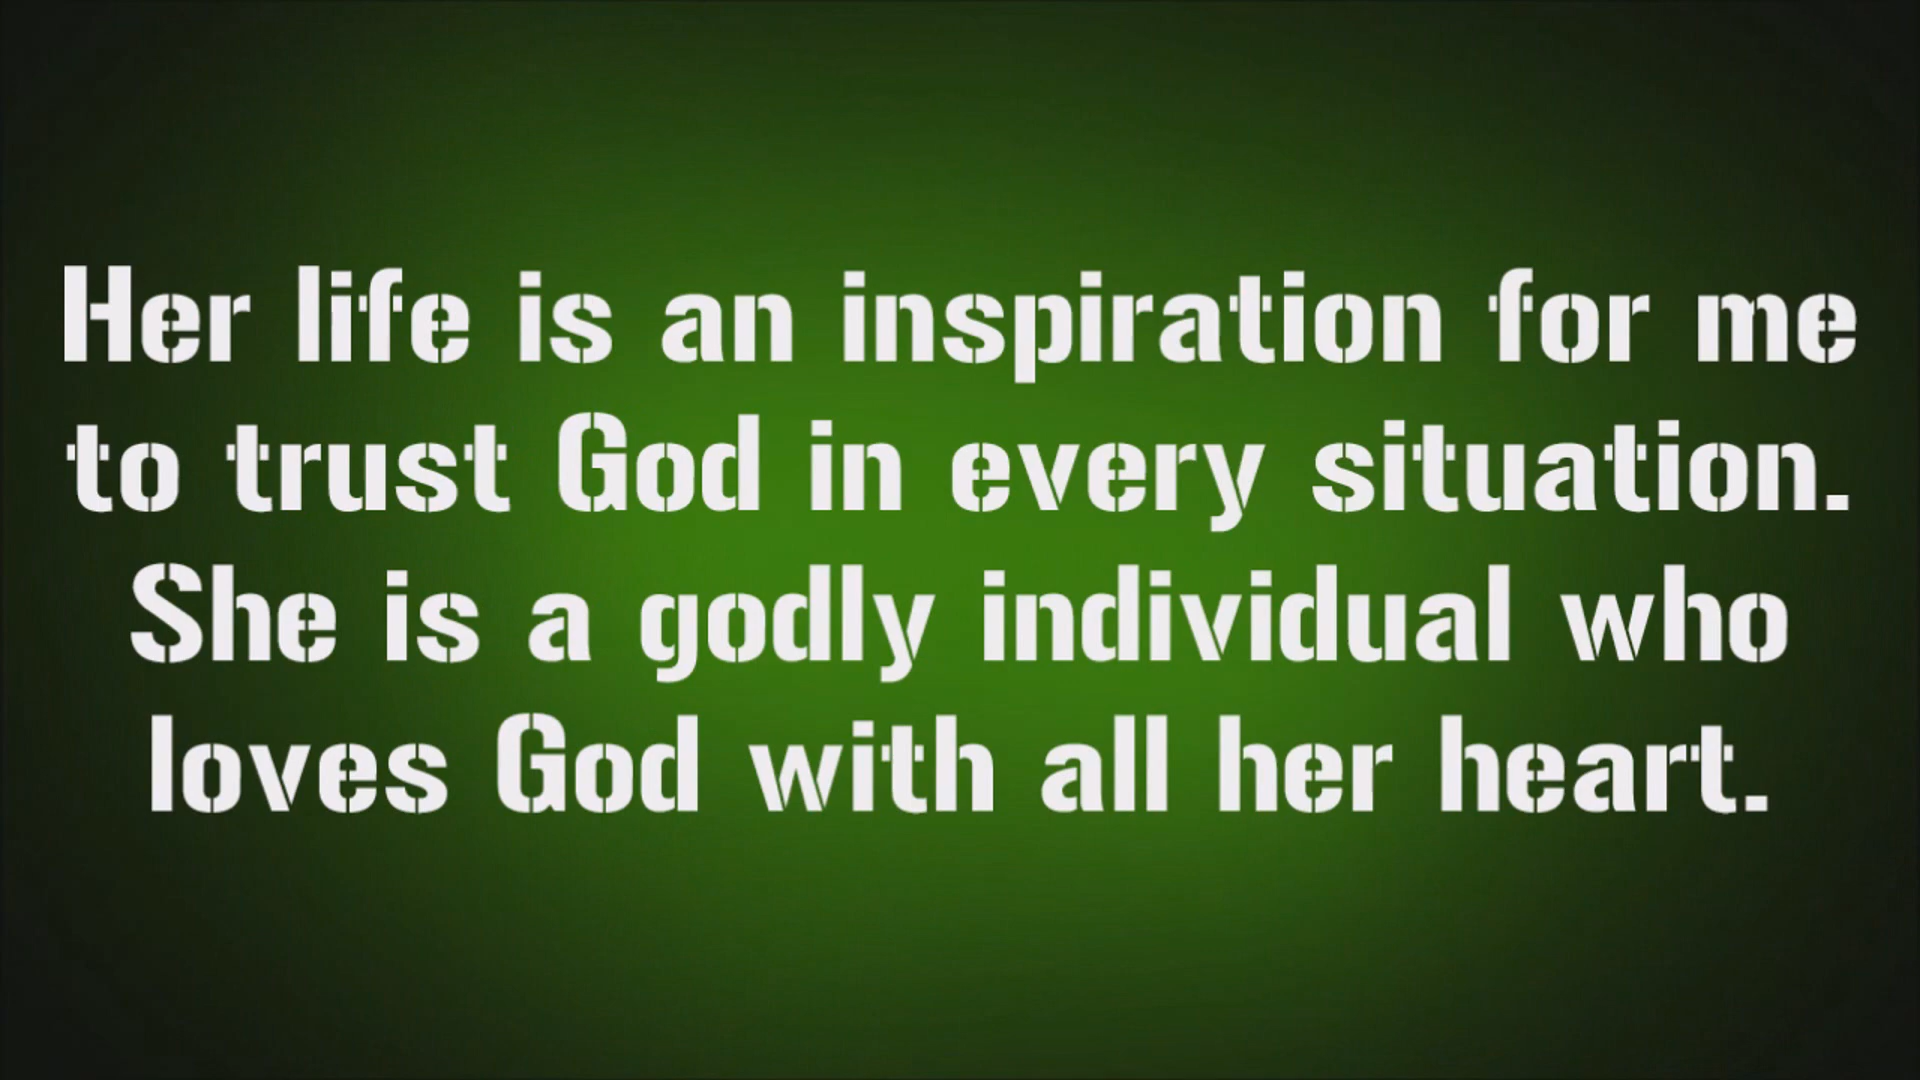 Her life is an inspiration for me
to trust God in every situation.
She is a godly individual who
loves God with all her heart.